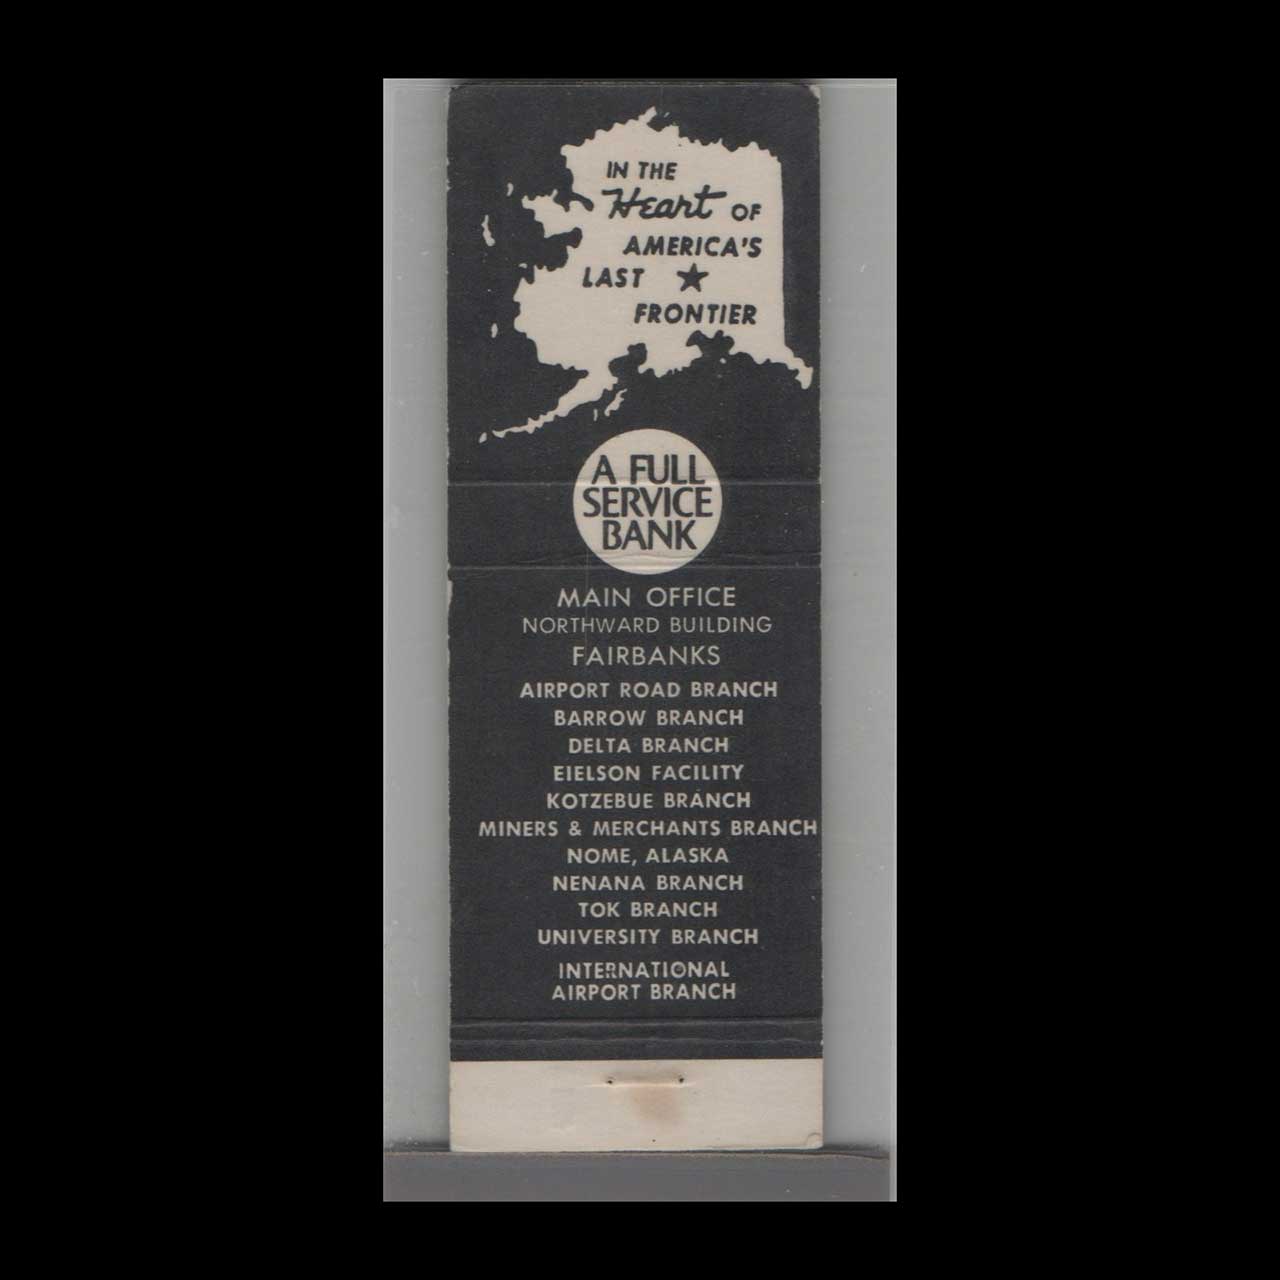 IN THE
Heart OF
AMERICA'S
LAST ★
FRONTIER
A FULL
SERVICE
BANK
MAIN OFFICE
NORTHWARD BUILDING
FAIRBANKS
AIRPORT ROAD BRANCH
BARROW BRANCH
DELTA BRANCH
EIELSON FACILITY
KOTZEBUE BRANCH
MINERS & MERCHANTS BRANCH
NOME, ALASKA
NENANA BRANCH
TOK BRANCH
UNIVERSITY BRANCH
INTERNATIONAL
AIRPORT BRANCH